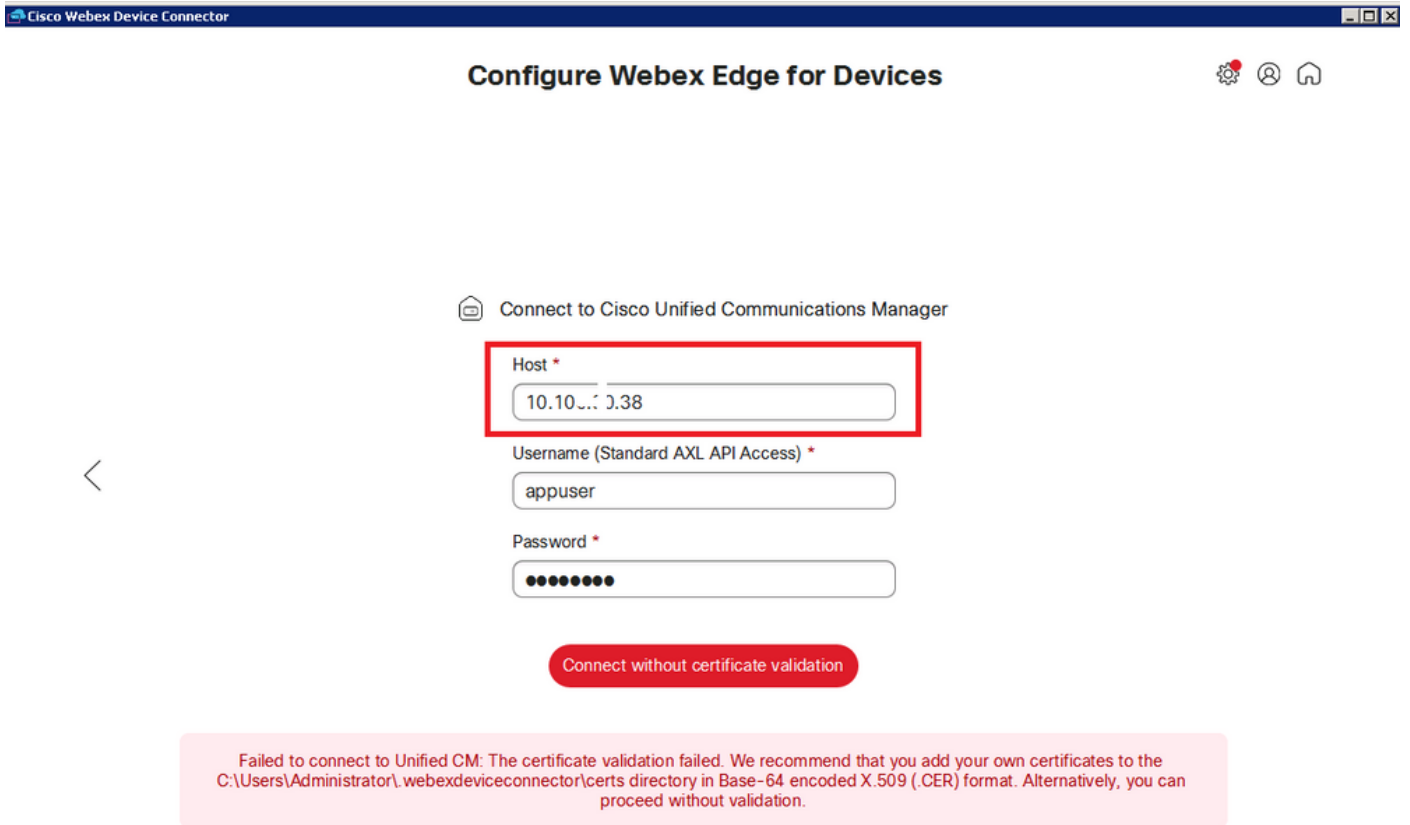 Cisco Webex Device Connector
Configure Webex Edge for Devices
Connect to Cisco Unified Communications Manager
Host *
Username (Standard AXL API Access) *
appuser
Password *
●●●●●●●●
Connect without certificate validation
Failed to connect to Unified CM: The certificate validation failed. We recommend that you add your own certificates to the
C:\Users\Administrator\.webexdeviceconnector\certs directory in Base-64 encoded X.509 (.CER) format. Alternatively, you can
proceed without validation.